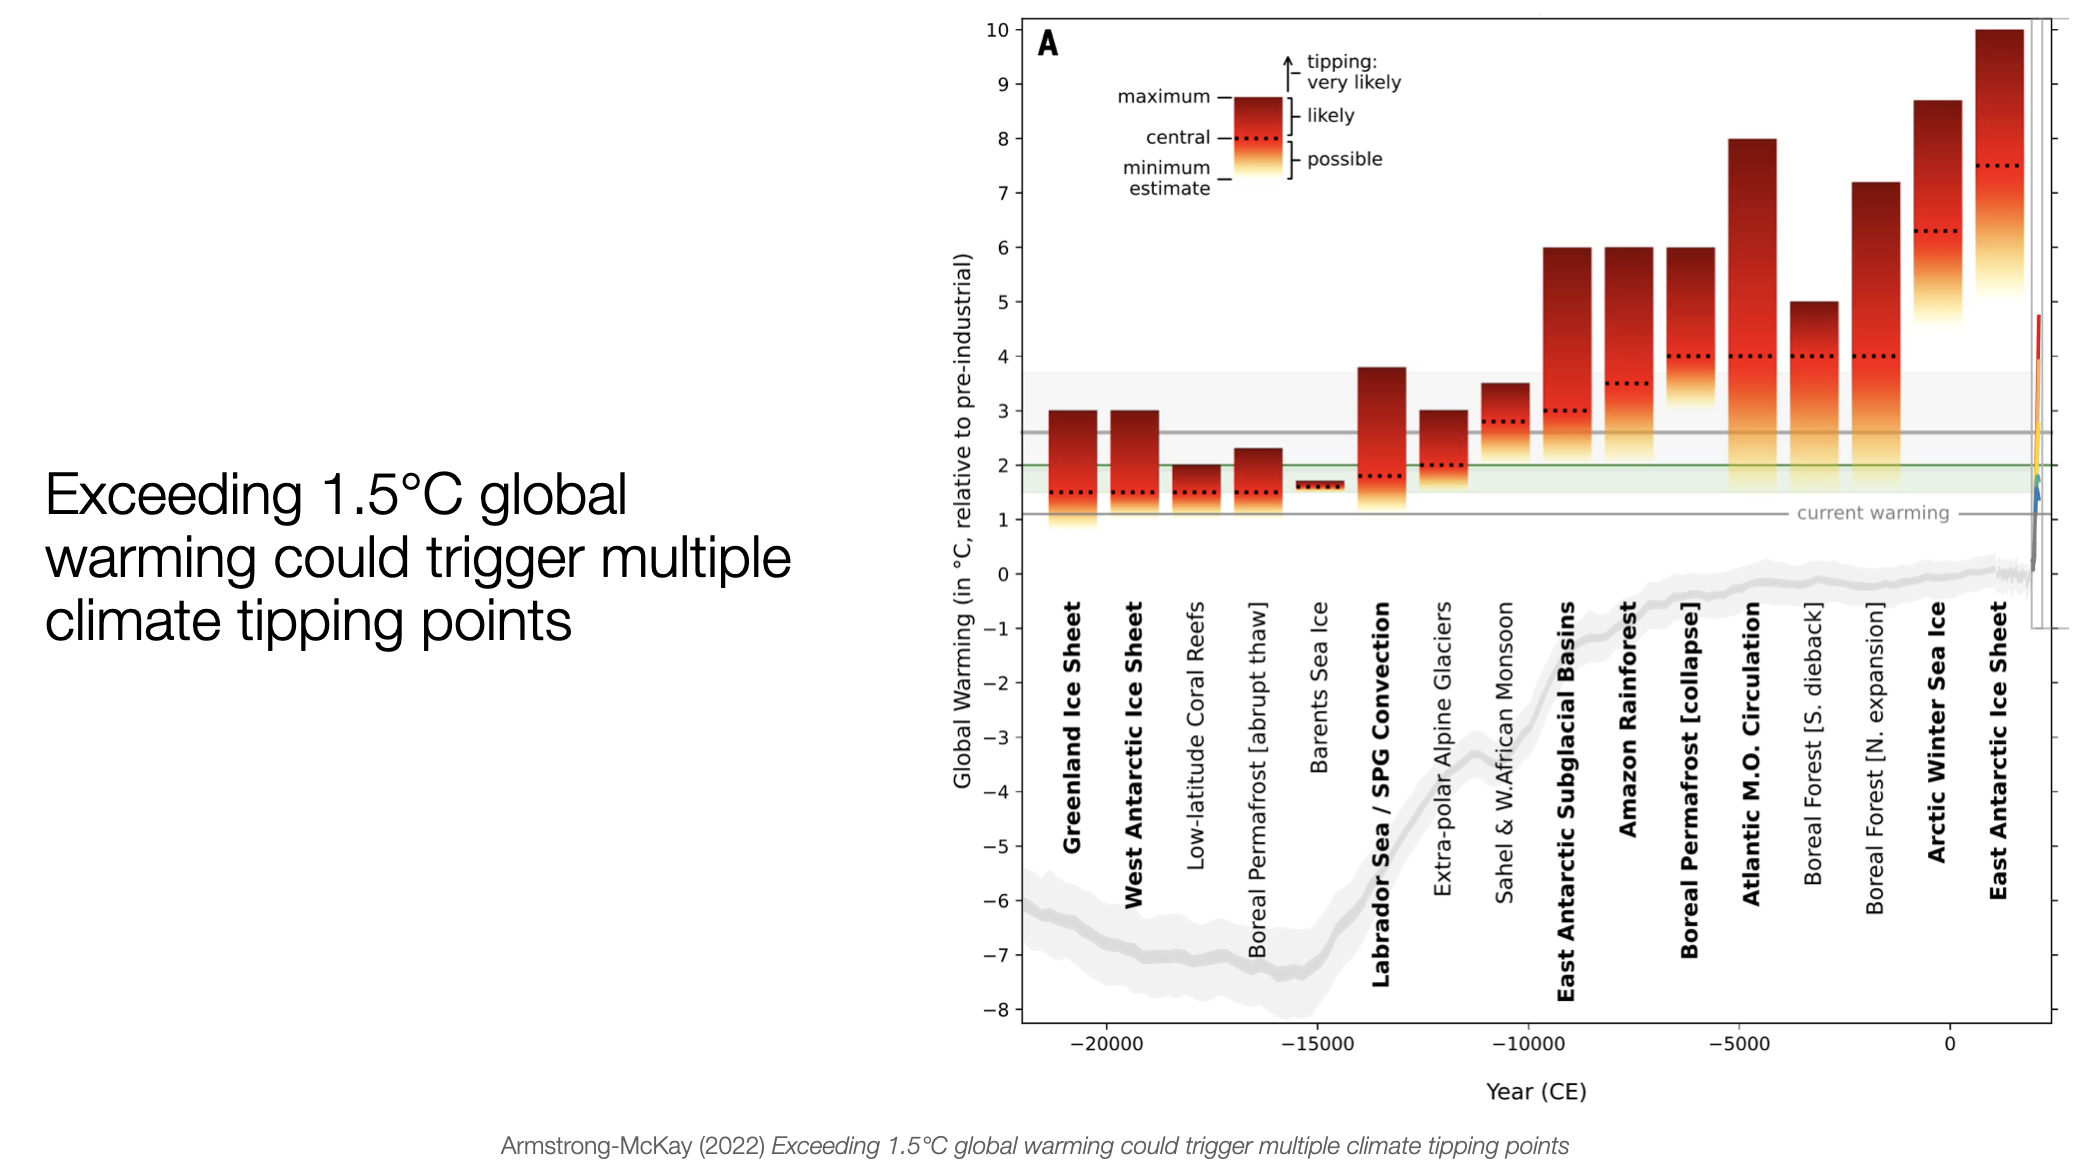 Exceeding 1.5°C global
warming could trigger multiple
climate tipping points
A
tipping:
very likely
maximum
likely
central
possible
minimum
estimate
10
9
8
7
6
5
4
3
2
1
0
−1
−2
−3
−4
−5
−6
−7
−8
Global Warming (in °C, relative to pre-industrial)
current warming
Greenland Ice Sheet
West Antarctic Ice Sheet
Low-latitude Coral Reefs
Boreal Permafrost [abrupt thaw]
Barents Sea Ice
Labrador Sea / SPG Convection
Extra-polar Alpine Glaciers
Sahel & W.African Monsoon
East Antarctic Subglacial Basins
Amazon Rainforest
Boreal Permafrost [collapse]
Atlantic M.O. Circulation
Boreal Forest [S. dieback]
Boreal Forest [N. expansion]
Arctic Winter Sea Ice
East Antarctic Ice Sheet
−20000
−15000
−10000
−5000
0
Year (CE)
Armstrong-McKay (2022) Exceeding 1.5°C global warming could trigger multiple climate tipping points